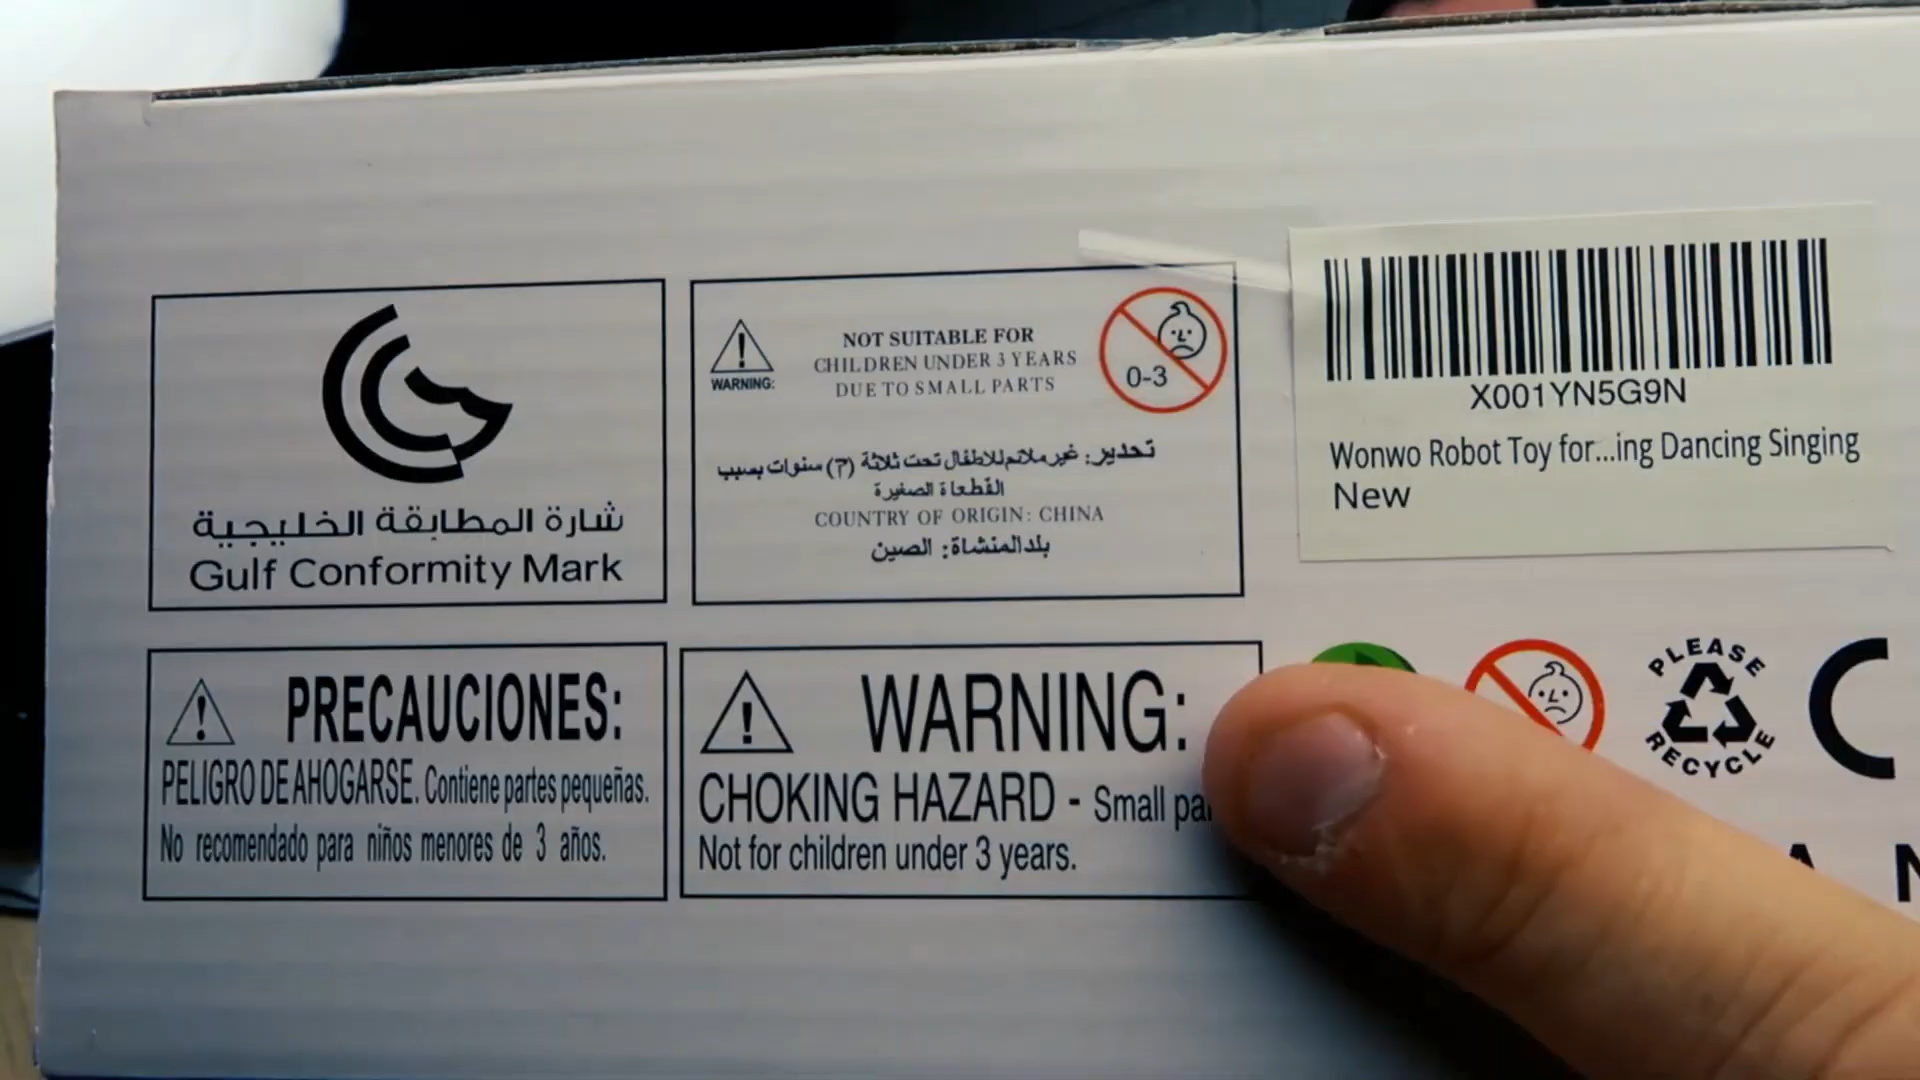 شارة المطابقة الخليجية
Gulf Conformity Mark
WARNING:
NOT SUITABLE FOR
CHILDREN UNDER 3 YEARS
DUE TO SMALL PARTS
0-3
تحذير: غير ملائم للاطفال تحت ثلاثة (٣) سنوات بسبب
القطعاة الصغيرة
COUNTRY OF ORIGIN: CHINA
بلد المنشاة: الصين
X001YN5G9N
Wonwo Robot Toy for...ing Dancing Singing
New
PRECAUCIONES:
PELIGRO DE AHOGARSE. Contiene partes pequeñas.
No recomendado para niños menores de 3 años.
WARNING:
CHOKING HAZARD - Small
Not for children under 3 years.
PLEASE
RECYCLE